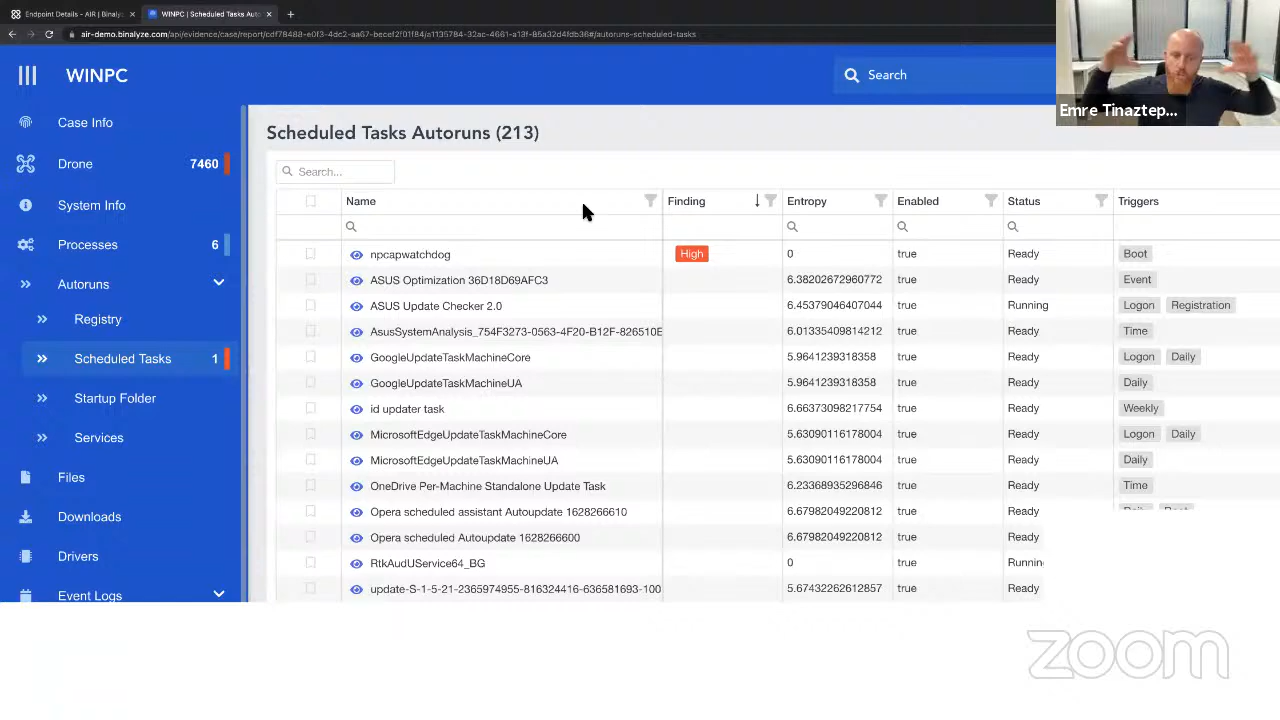 Endpoint Details - AIR | Binalyze
WINPC | Scheduled Tasks Autoruns
air-demo.binalyze.com/api/evidence/case/report/cdf78488-e0f3-4dc2-aa67-becef2f01f84/a1135784-32ac-4661-a13f-85a32d4fdb36#/autoruns-scheduled-tasks
WINPC
Search
Emre Tinaztep...
Case Info
Drone 7460
System Info
Processes 6
Autoruns
Registry
Scheduled Tasks 1
Startup Folder
Services
Files
Downloads
Drivers
Event Logs
Scheduled Tasks Autoruns (213)
Search...
Name Finding Entropy Enabled Status Triggers
npcapwatchdog High 0 true Ready Boot
ASUS Optimization 36D18D69AFC3 6.38202672960772 true Ready Event
ASUS Update Checker 2.0 6.45379046407044 true Running Logon Registration
AsusSystemAnalysis_754F3273-0563-4F20-B12F-826510E 6.01335409814212 true Ready Time
GoogleUpdateTaskMachineCore 5.9641239318358 true Ready Logon Daily
GoogleUpdateTaskMachineUA 5.9641239318358 true Ready Daily
id updater task 6.66373098217754 true Ready Weekly
MicrosoftEdgeUpdateTaskMachineCore 5.63090116178004 true Ready Logon Daily
MicrosoftEdgeUpdateTaskMachineUA 5.63090116178004 true Ready Daily
OneDrive Per-Machine Standalone Update Task 6.23368935296846 true Ready Time
Opera scheduled assistant Autoupdate 1628266610 6.67982049220812 true Ready
Opera scheduled Autoupdate 1628266600 6.67982049220812 true Ready
RtkAudUService64_BG 0 true Runnin
update-S-1-5-21-2365974955-816324416-636581693-100 5.67432262612857 true Ready
zoom